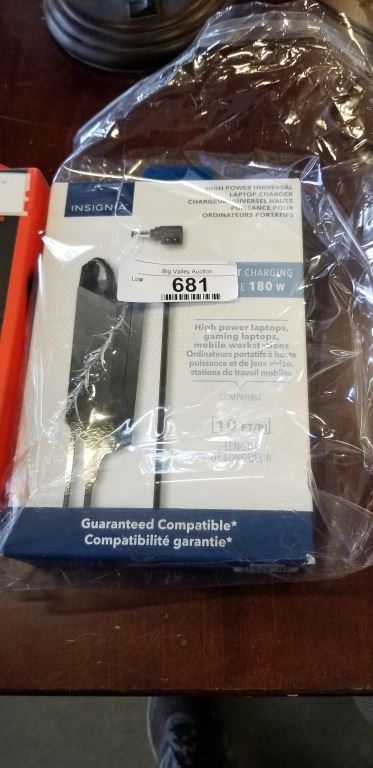 INSIGNIA
HIGH POWER UNIVERSAL
LAPTOP CHARGER
CHARGEUR UNIVERSEL HAUTE
PUISSANCE POUR
ORDINATEURS PORTATIFS
Big Valley Auction
Lot#
681
CHARGING
180 W
High power laptops,
gaming laptops,
mobile workstations
Ordinateurs portatifs à haute
puissance et de jeux vidéo,
stations de travail mobiles
COMPATIBLE
10 FT/PI
LENGTH
DE LONGUEUR
Guaranteed Compatible*
Compatibilité garantie*